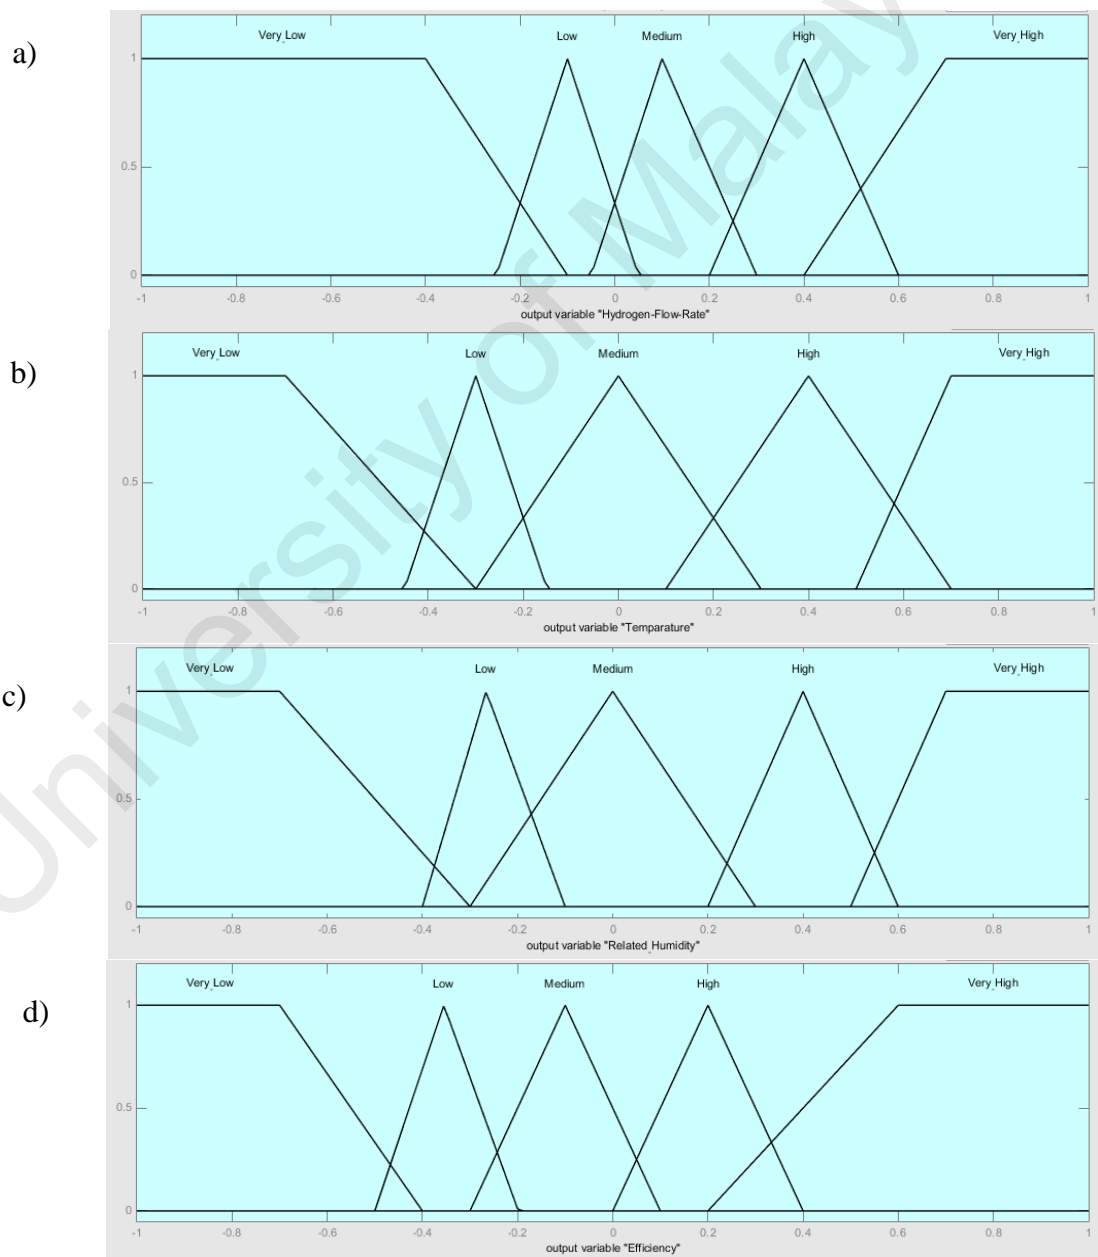 a)
Very_Low Low Medium High Very_High
1
0.5
0
-1 -0.8 -0.6 -0.4 -0.2 0 0.2 0.4 0.6 0.8 1
output variable "Hydrogen-Flow-Rate"
b)
Very_Low Low Medium High Very_High
1
0.5
0
-1 -0.8 -0.6 -0.4 -0.2 0 0.2 0.4 0.6 0.8 1
output variable "Temparature"
c)
Very_Low Low Medium High Very_High
1
0.5
0
-1 -0.8 -0.6 -0.4 -0.2 0 0.2 0.4 0.6 0.8 1
output variable "Related_Humidity"
d)
Very_Low Low Medium High Very_High
1
0.5
0
-1 -0.8 -0.6 -0.4 -0.2 0 0.2 0.4 0.6 0.8 1
output variable "Efficiency"
University of Malay